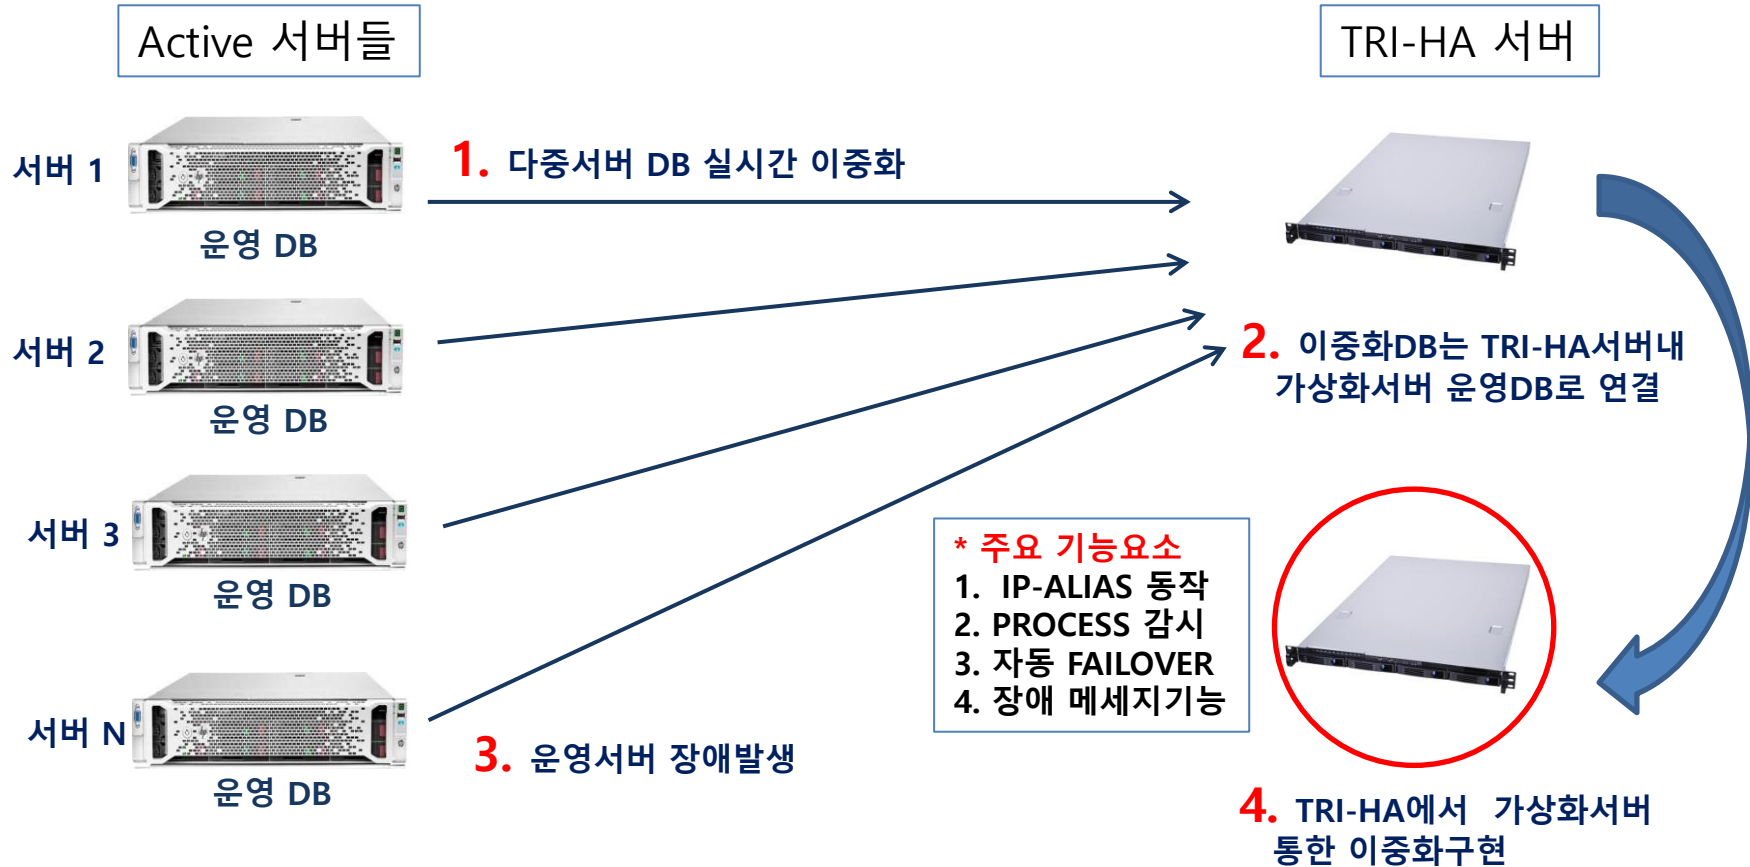 Active 서버들
TRI-HA 서버
서버 1
1. 다중서버 DB 실시간 이중화
운영 DB
서버 2
2. 이중화DB는 TRI-HA서버내
가상화서버 운영DB로 연결
운영 DB
서버 3
운영 DB
* 주요 기능요소
1. IP-ALIAS 동작
2. PROCESS 감시
3. 자동 FAILOVER
4. 장애 메세지기능
서버 N
3. 운영서버 장애발생
운영 DB
4. TRI-HA에서 가상화서버
통한 이중화구현